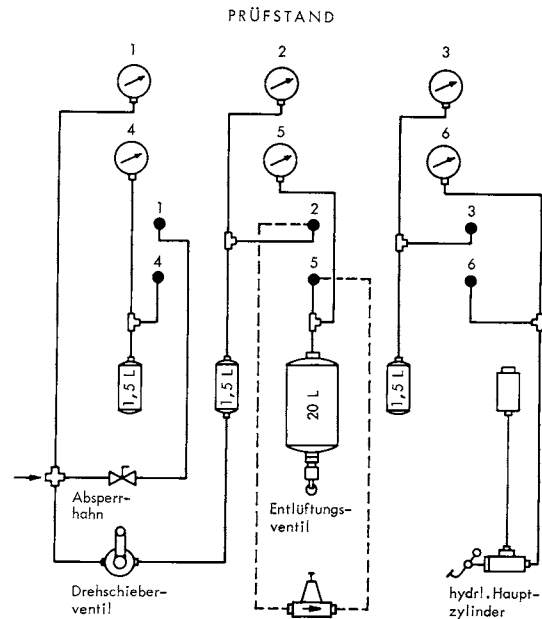 PRÜFSTAND
1
2
3
4
5
6
1
2
3
4
5
6
1,5 L
1,5 L
20 L
1,5 L
Absperr-
hahn
Entlüftungs-
ventil
Drehschieber-
ventil
hydrl. Haupt-
zylinder